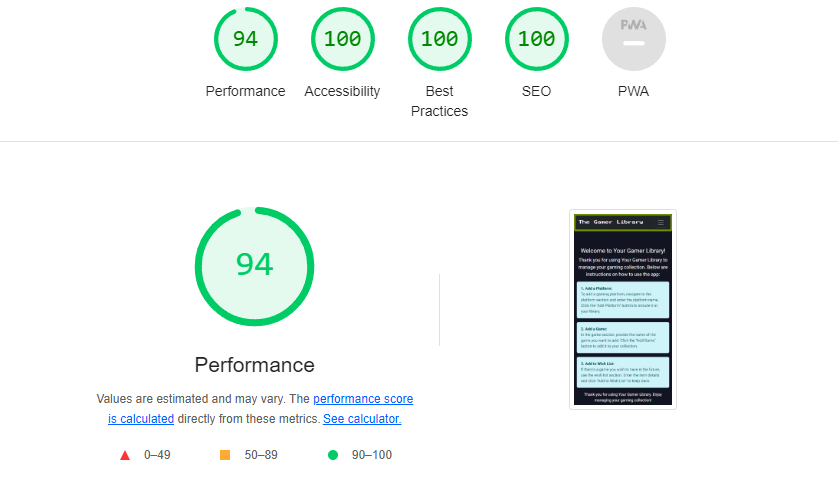 94
100
100
100
PWA
Performance
Accessibility
Best
Practices
SEO
PWA
94
Performance
Values are estimated and may vary. The performance score
is calculated directly from these metrics. See calculator.
0–49
50–89
90–100
The Gamer Library
Welcome to Your Gamer Library!
Thank you for using Your Gamer Library to
manage your gaming collection. Below are
instructions on how to use the app:
1. Add a Platform:
2. Add a Game:
3. Add to Wish List:
Thank you for using Your Gamer Library. Enjoy
managing your gaming collection!